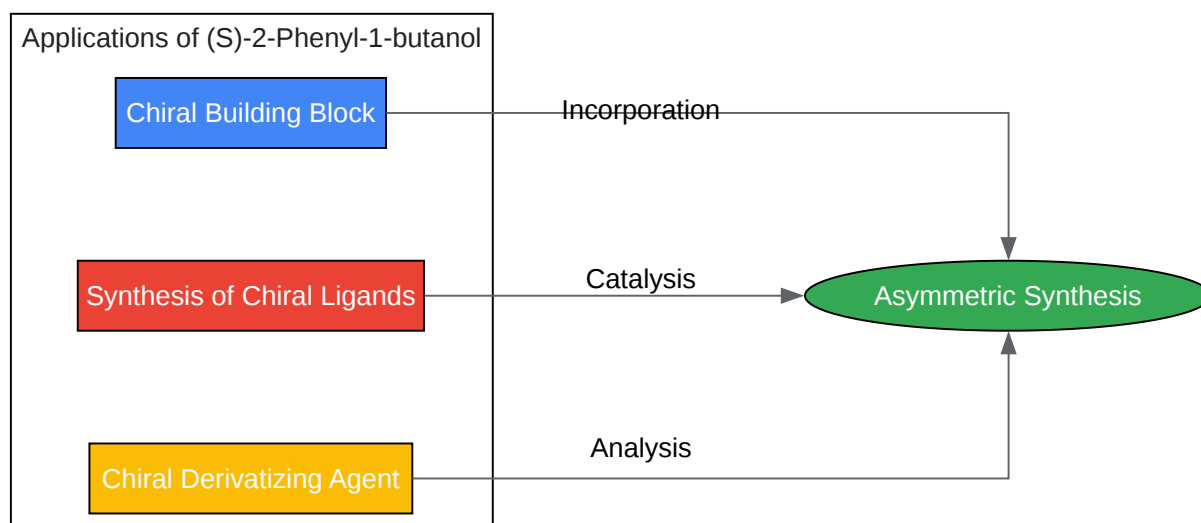 Applications of (S)-2-Phenyl-1-butanol
Chiral Building Block
Incorporation
Synthesis of Chiral Ligands
Catalysis
Asymmetric Synthesis
Chiral Derivatizing Agent
Analysis